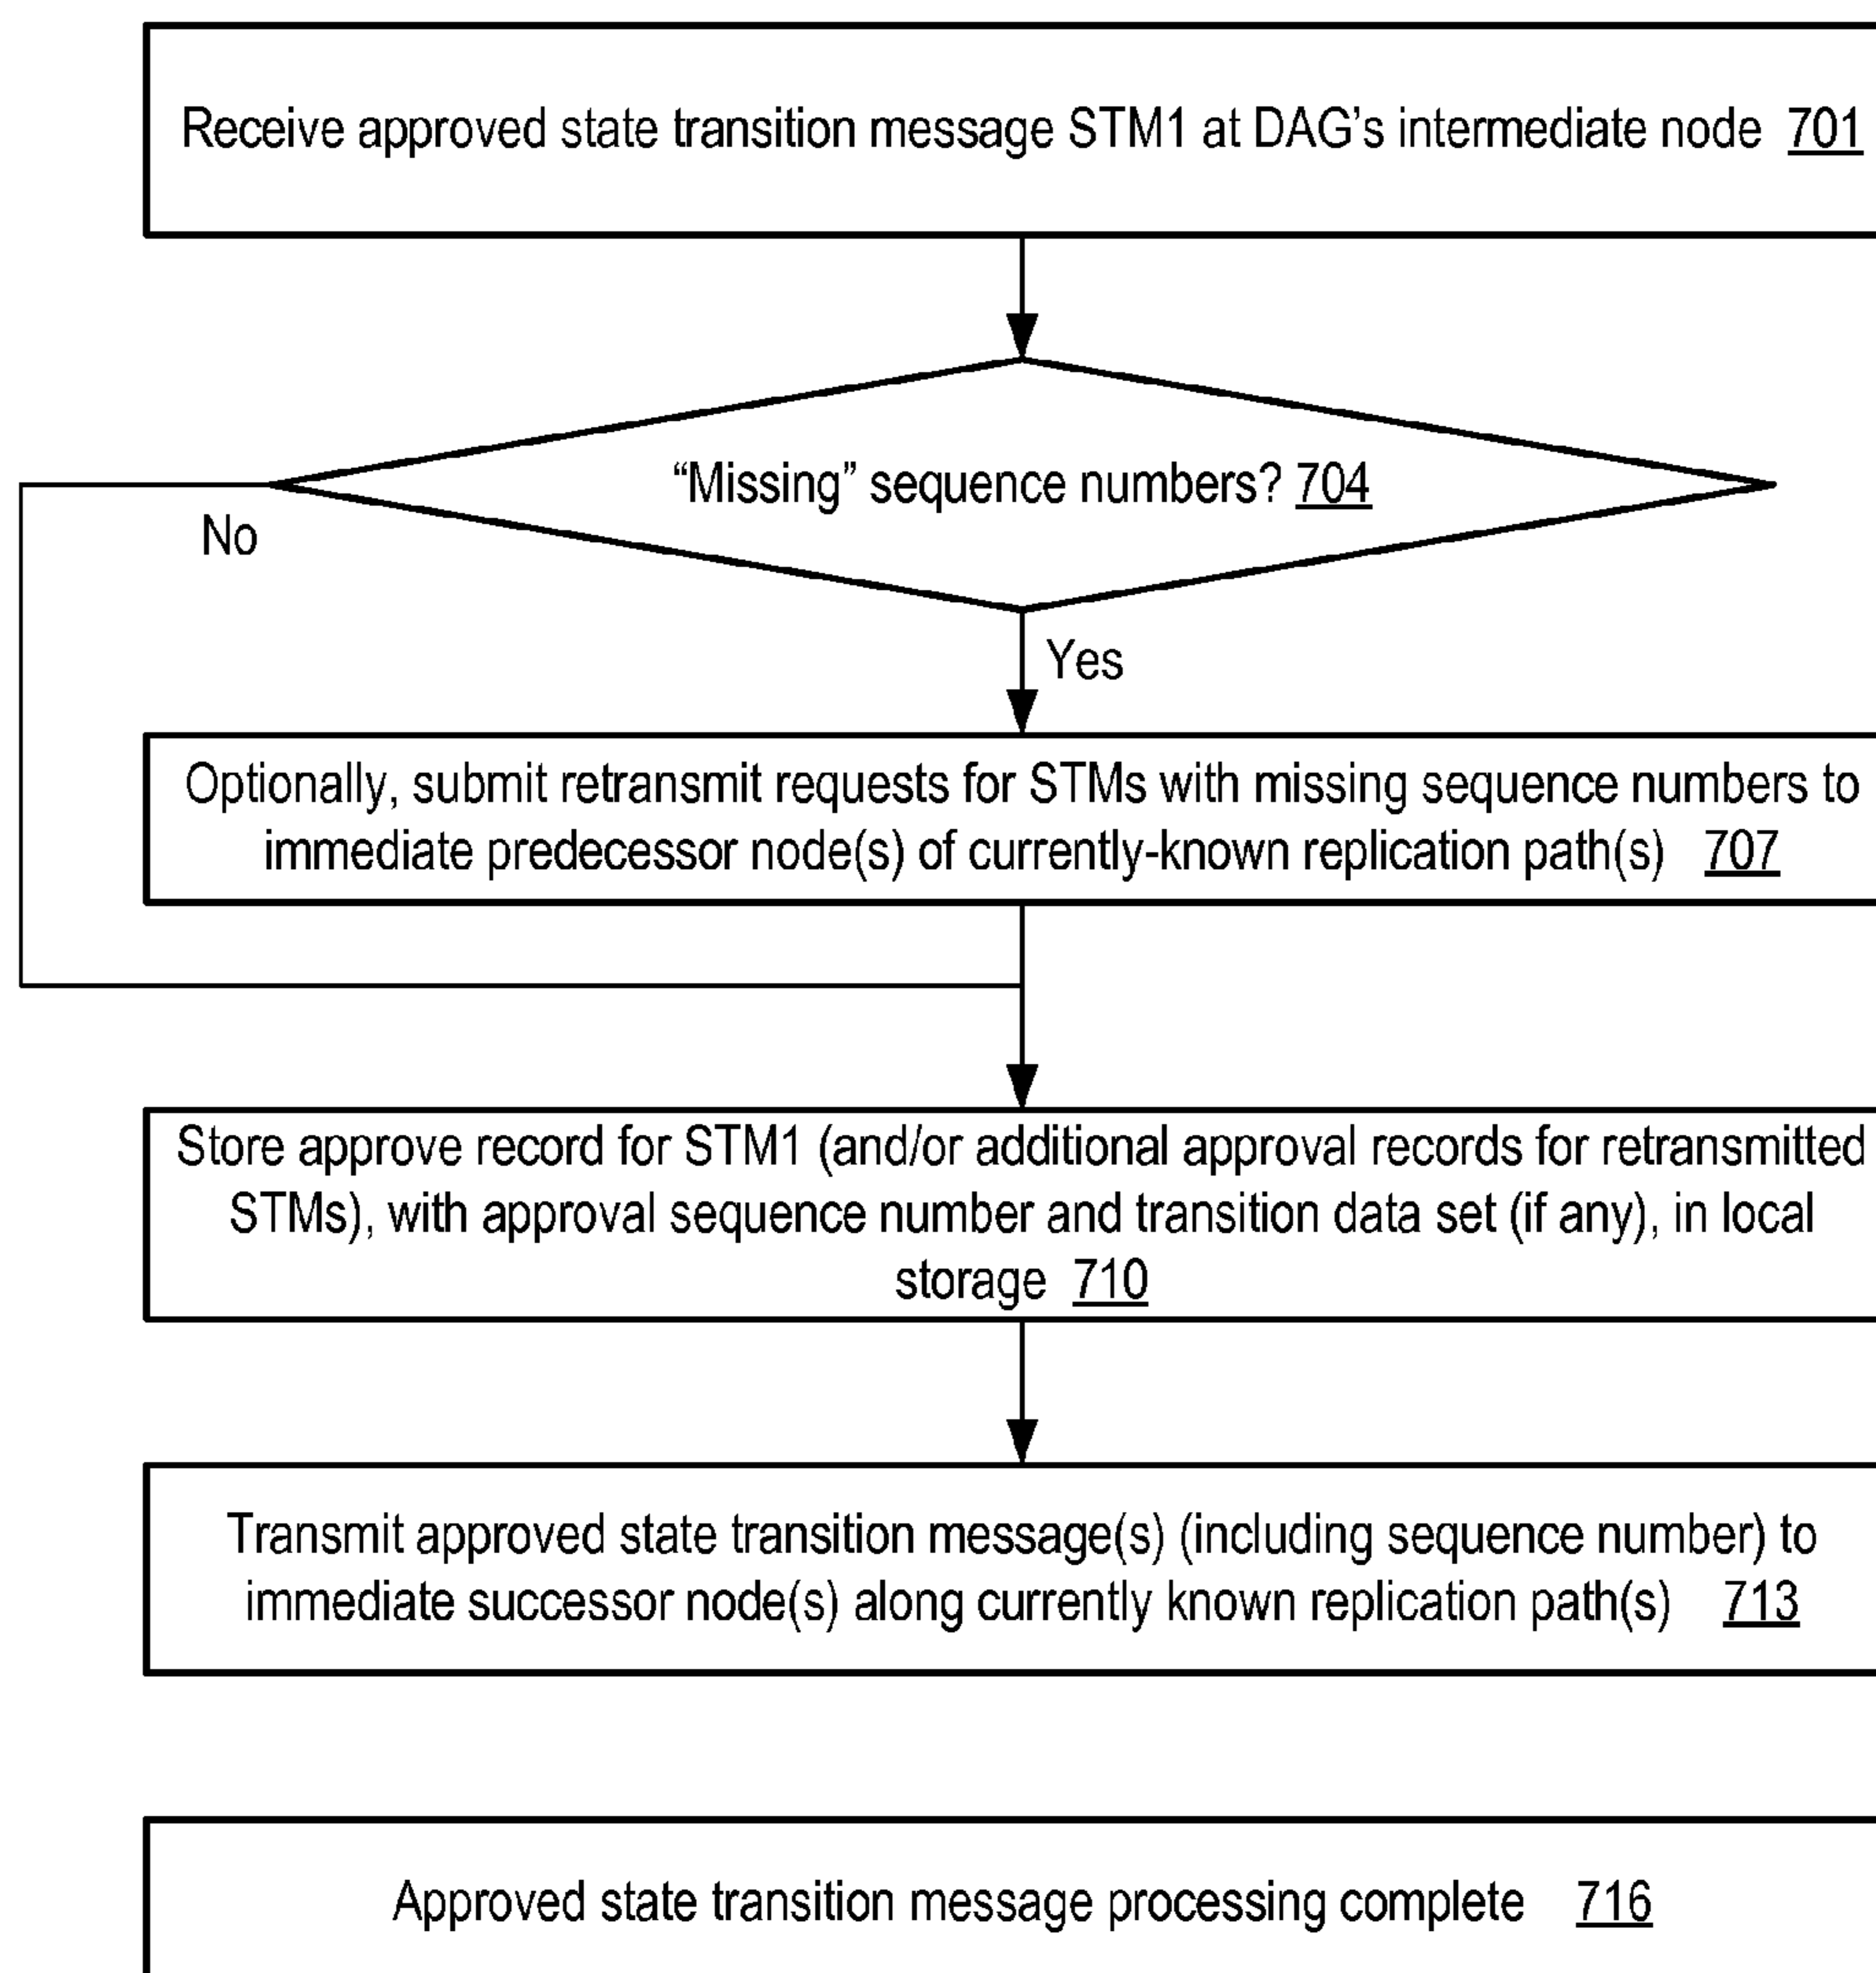 Receive approved state transition message STM1 at DAG's intermediate node 701
“Missing” sequence numbers? 704
No
Yes
Optionally, submit retransmit requests for STMs with missing sequence numbers to
immediate predecessor node(s) of currently-known replication path(s) 707
Store approve record for STM1 (and/or additional approval records for retransmitted
STMs), with approval sequence number and transition data set (if any), in local
storage 710
Transmit approved state transition message(s) (including sequence number) to
immediate successor node(s) along currently known replication path(s) 713
Approved state transition message processing complete 716